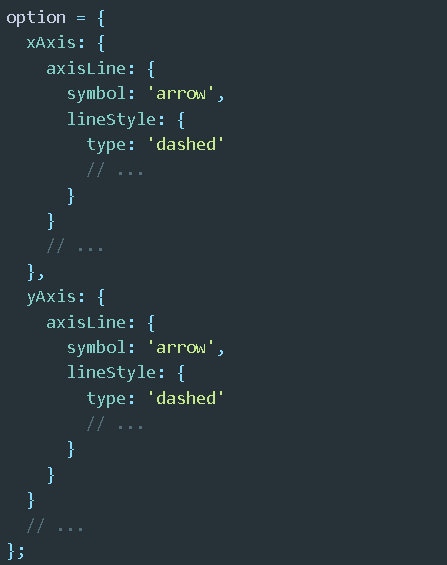 option = {
  xAxis: {
    axisLine: {
      symbol: 'arrow',
      lineStyle: {
        type: 'dashed'
        // ...
      }
    }
    // ...
  },
  yAxis: {
    axisLine: {
      symbol: 'arrow',
      lineStyle: {
        type: 'dashed'
        // ...
      }
    }
  }
  // ...
};